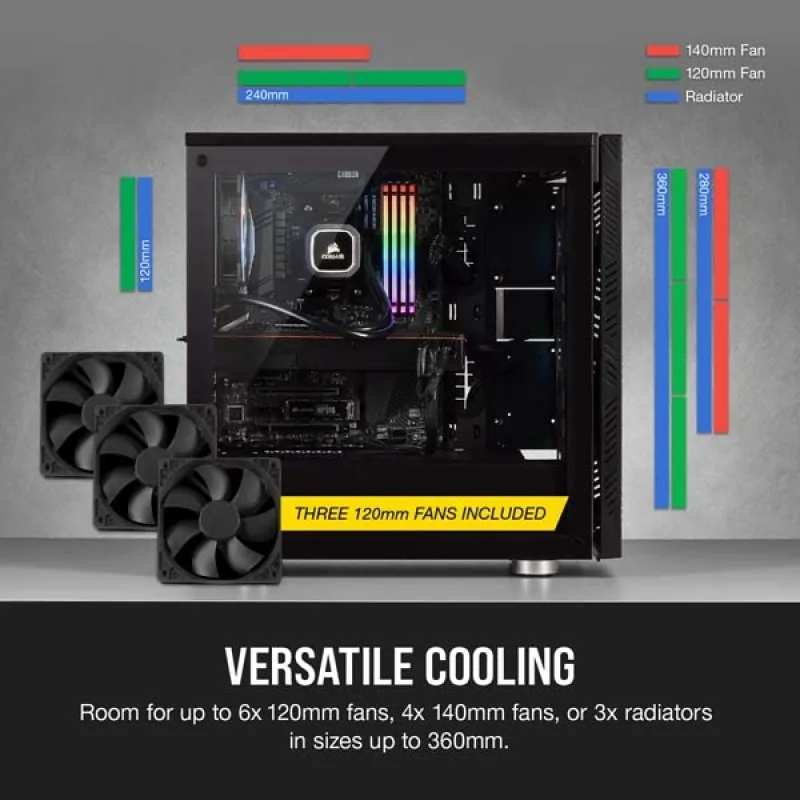 140mm Fan
120mm Fan
240mm
Radiator
120mm
360mm
280mm
CORSAIR
THREE 120mm FANS INCLUDED
VERSATILE COOLING
Room for up to 6x 120mm fans, 4x 140mm fans, or 3x radiators
in sizes up to 360mm.